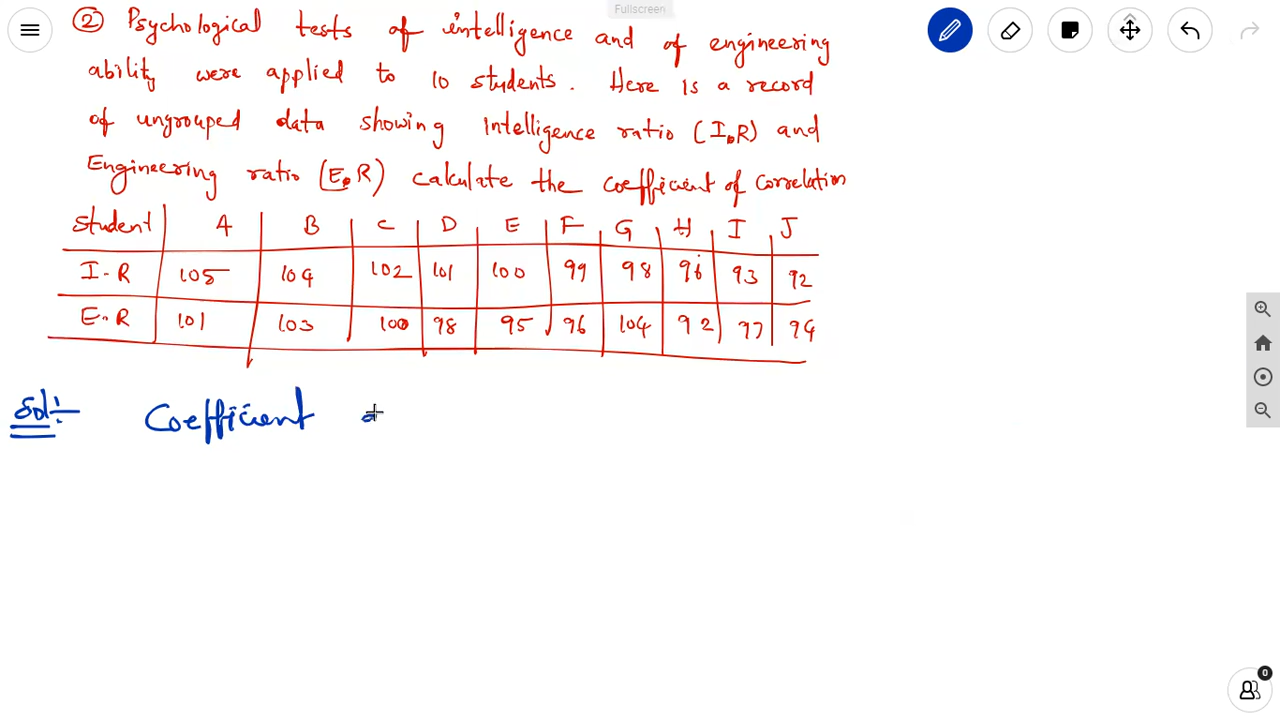 Fullscreen
② Psychological tests of intelligence and of engineering
ability were applied to 10 students. Here is a record
of ungrouped data showing intelligence ratio (I.R) and
Engineering ratio (E.R) calculate the coefficient of correlation
Student A B C D E F G H I J
I.R 105 104 102 101 100 99 98 96 93 92
E.R 101 103 100 98 95 96 104 92 97 94
Sol:-
Coefficient
0